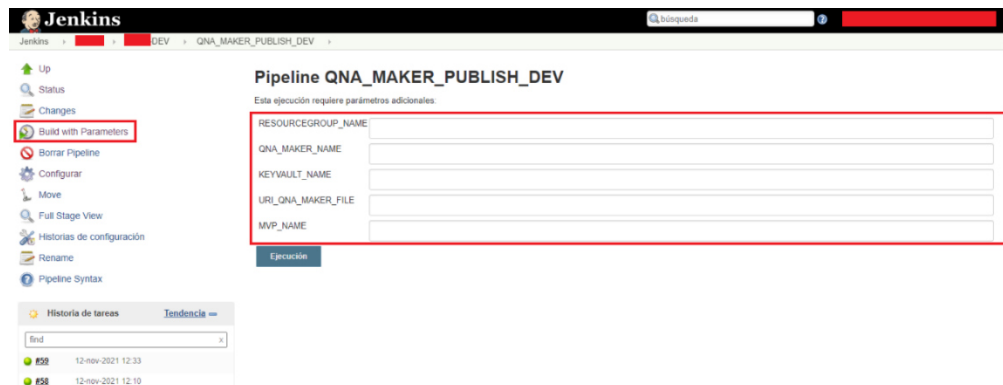 Jenkins
búsqueda
Jenkins DEV QNA_MAKER_PUBLISH_DEV
Up
Status
Changes
Build with Parameters
Borrar Pipeline
Configurar
Move
Full Stage View
Historias de configuración
Rename
Pipeline Syntax
Historia de tareas Tendencia
find x
#59 12-nov-2021 12:33
#58 12-nov-2021 12:10
Pipeline QNA_MAKER_PUBLISH_DEV
Esta ejecución requiere parámetros adicionales:
RESOURCEGROUP_NAME
QNA_MAKER_NAME
KEYVAULT_NAME
URI_QNA_MAKER_FILE
MVP_NAME
Ejecución